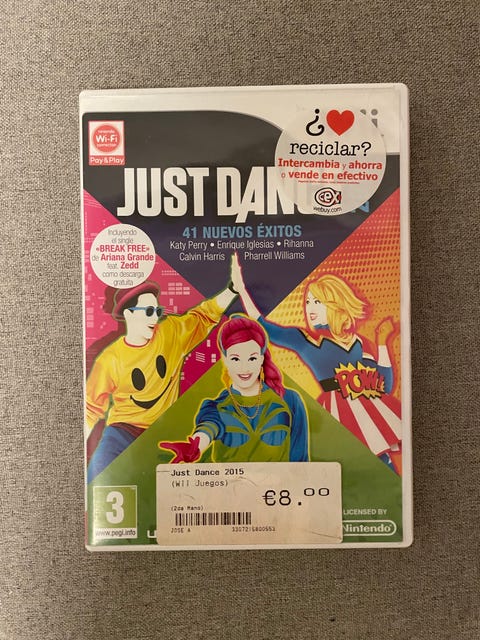 Nintendo
Wi-Fi
CONNECTION
Pay&Play
¿❤
reciclar?
Intercambia y ahorra
o vende en efectivo
cex
webuy.com
JUST DANC
41 NUEVOS ÉXITOS
Katy Perry • Enrique Iglesias • Rihanna
Calvin Harris • Pharrell Williams
Incluyendo
el single
«BREAK FREE»
de Ariana Grande
feat. Zedd
como descarga
gratuita
POW!
Just Dance 2015
(WII Juegos)
€8.00
(2da Mano)
JOSE A
3
www.pegi.info
LICENSED BY
Nintendo